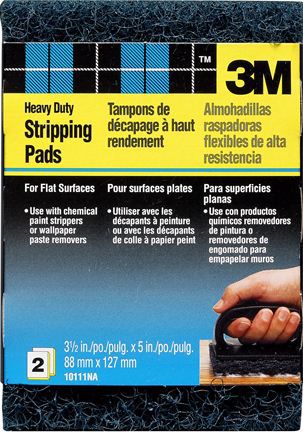 ™
3M
Heavy Duty
Stripping
Pads
Tampons de
décapage à haut
rendement
Almohadillas
raspadoras
flexibles de alta
resistencia
For Flat Surfaces
• Use with chemical
paint strippers
or wallpaper
paste removers
Pour surfaces plates
• Utiliser avec les
décapants à peinture
ou avec les décapants
de colle à papier peint
Para superficies
planas
• Use con productos
quimicos removedores
de pintura o
removedores de
engomado para
empapelar muros
2
3½ in./po./pulg. x 5 in./po./pulg.
88 mm x 127 mm
10111NA